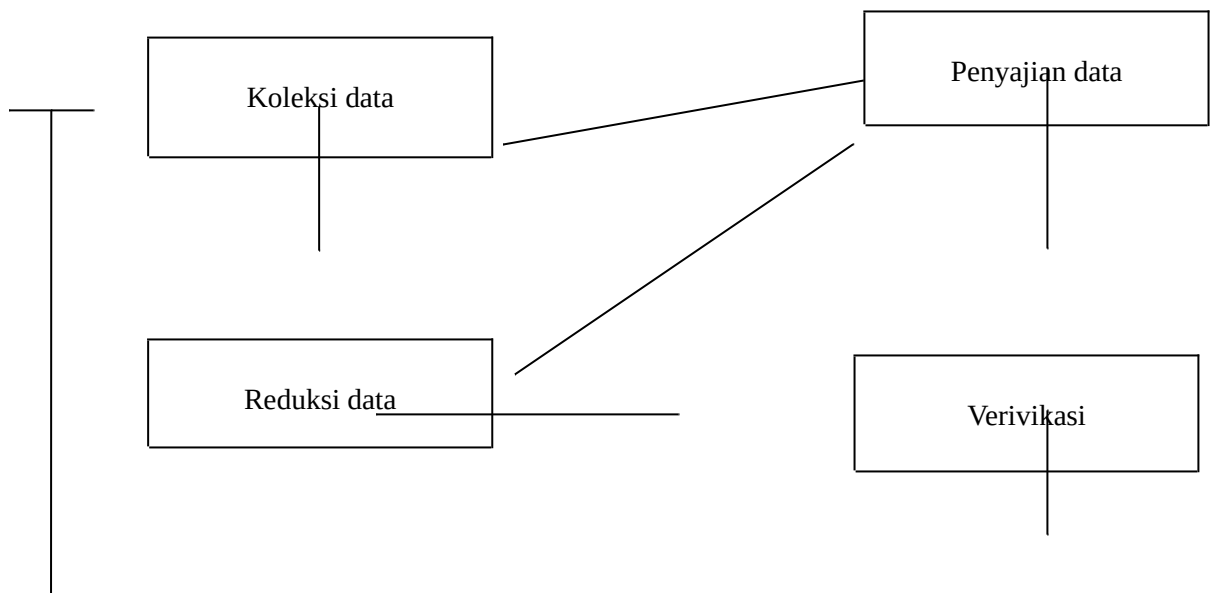 Koleksi data
Penyajian data
Reduksi data
Verivikasi